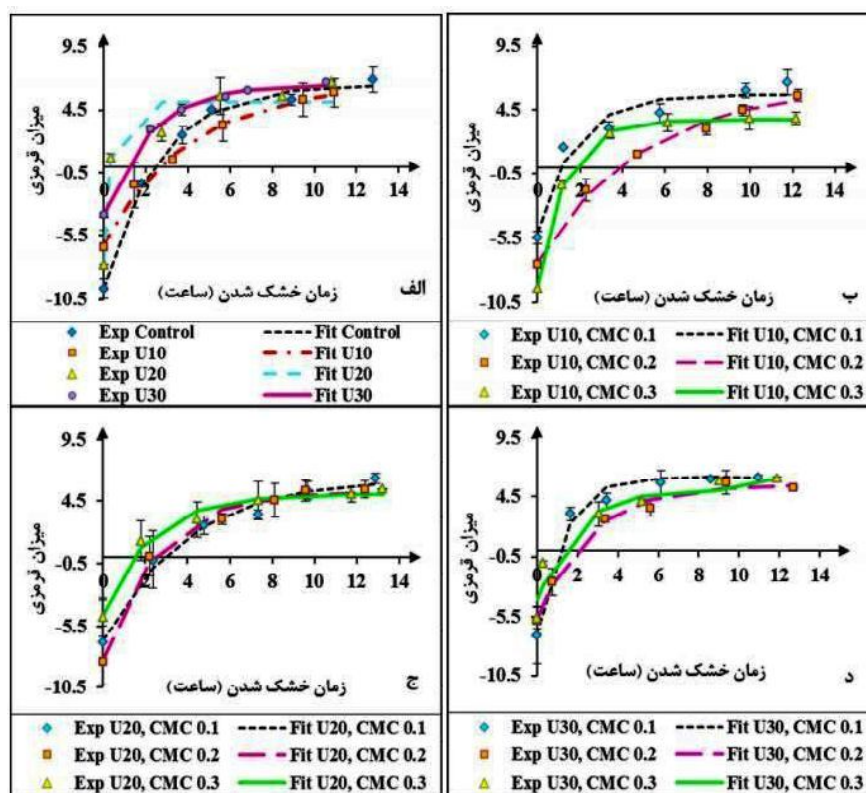 9.5
4.5
-0.5
-5.5
-10.5
0 2 4 6 8 10 12 14
میزان قرمزی
زمان خشک شدن (ساعت)
الف
Exp Control Fit Control
Exp U10 Fit U10
Exp U20 Fit U20
Exp U30 Fit U30
9.5
4.5
-0.5
-5.5
-10.5
0 2 4 6 8 10 12 14
میزان قرمزی
زمان خشک شدن (ساعت)
ب
Exp U10, CMC 0.1 Fit U10, CMC 0.1
Exp U10, CMC 0.2 Fit U10, CMC 0.2
Exp U10, CMC 0.3 Fit U10, CMC 0.3
9.5
4.5
-0.5
-5.5
-10.5
0 2 4 6 8 10 12 14
میزان قرمزی
زمان خشک شدن (ساعت)
ج
Exp U20, CMC 0.1 Fit U20, CMC 0.1
Exp U20, CMC 0.2 Fit U20, CMC 0.2
Exp U20, CMC 0.3 Fit U20, CMC 0.3
9.5
4.5
-0.5
-5.5
-10.5
0 2 4 6 8 10 12 14
میزان قرمزی
زمان خشک شدن (ساعت)
د
Exp U30, CMC 0.1 Fit U30, CMC 0.1
Exp U30, CMC 0.2 Fit U30, CMC 0.2
Exp U30, CMC 0.3 Fit U30, CMC 0.3